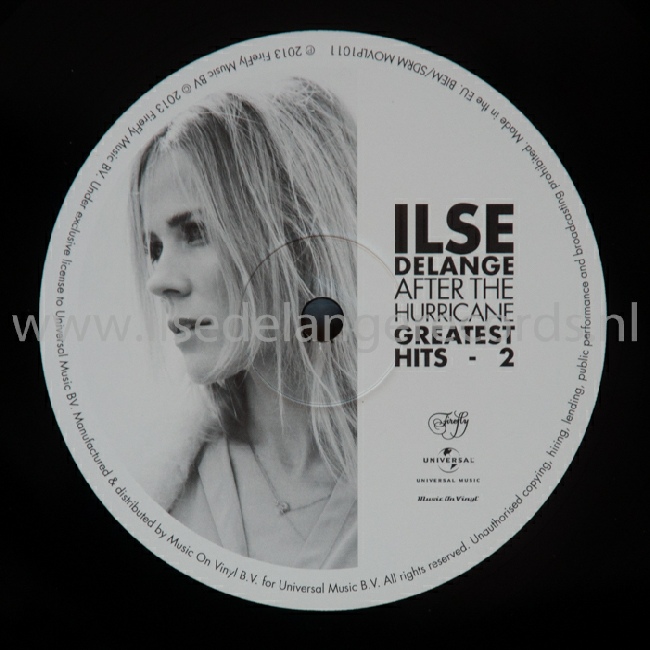 ILSE
DELANGE
AFTER THE
HURRICANE
GREATEST
HITS - 2
Firefly
UNIVERSAL
UNIVERSAL MUSIC
Music On Vinyl
℗ 2013 FireFly Music BV © 2013 FireFly Music BV. Under exclusive license to Universal Music BV. Manufactured & distributed by Music On Vinyl B.V. for Universal Music B.V. All rights reserved. Unauthorised copying, hiring, lending, public performance and broadcasting prohibited. Made in the EU. BIEM/SDRM MOVLP1011
www.ilsedelangerecords.nl